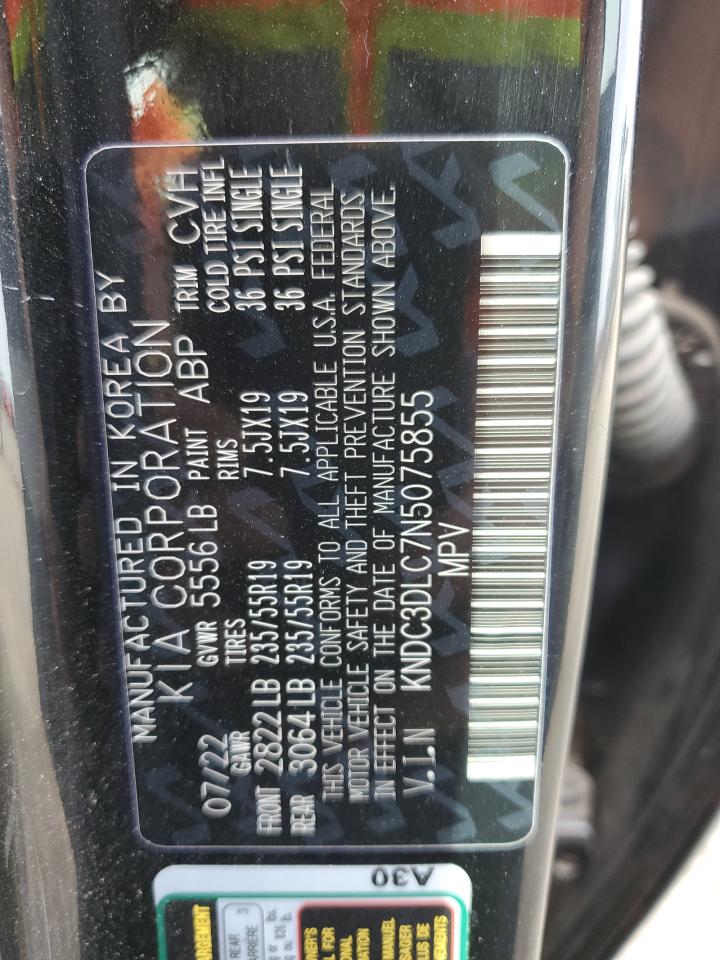 MANUFACTURED IN KOREA BY
KIA CORPORATION
07/22 GVWR 5556LB PAINT ABP TRIM CVH
GAWR TIRES RIMS COLD TIRE INFL
FRONT 2822 LB 235/55R19 7.5JX19 36 PSI SINGLE
REAR 3064 LB 235/55R19 7.5JX19 36 PSI SINGLE
THIS VEHICLE CONFORMS TO ALL APPLICABLE U.S.A. FEDERAL
MOTOR VEHICLE SAFETY AND THEFT PREVENTION STANDARDS
IN EFFECT ON THE DATE OF MANUFACTURE SHOWN ABOVE.
V.I.N KNDC3DLC7N5075855
MPV
A30
REAR 3